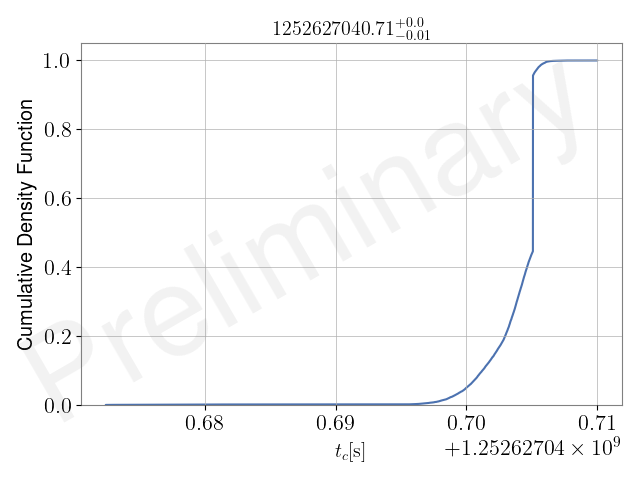 1252627040.71^{+0.0}_{-0.01}
Cumulative Density Function
1.0
0.8
0.6
0.4
0.2
0.0
0.68 0.69 0.70 0.71
t_c[s]
+1.25262704 × 10^9
Preliminary